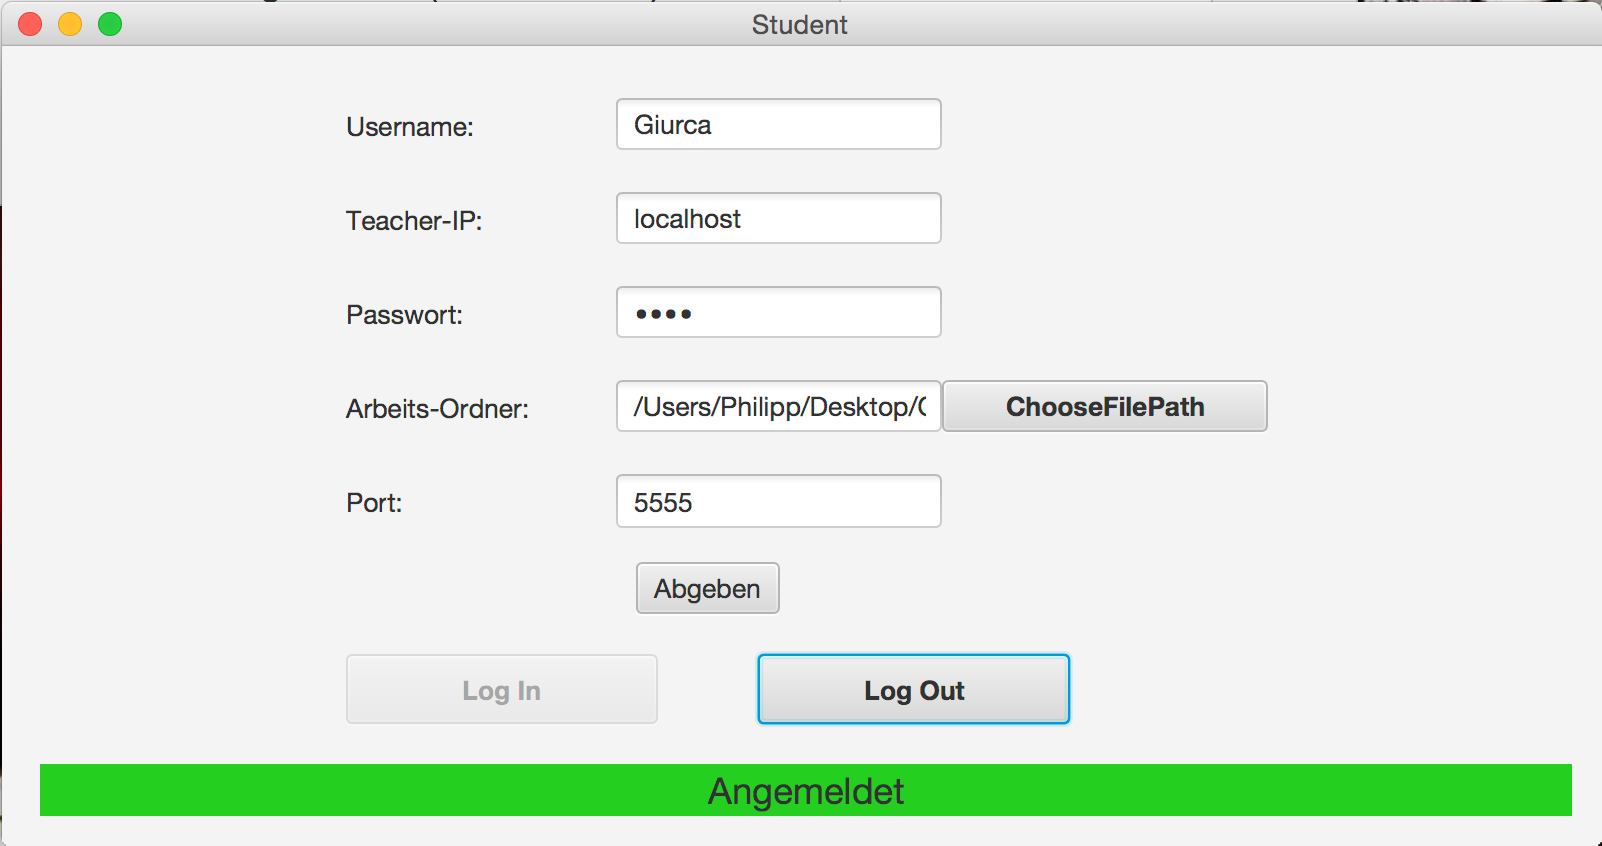 Student
Username: Giurca
Teacher-IP: localhost
Passwort: ••••
Arbeits-Ordner: /Users/Philipp/Desktop/ ChooseFilePath
Port: 5555
Abgeben
Log In Log Out
Angemeldet